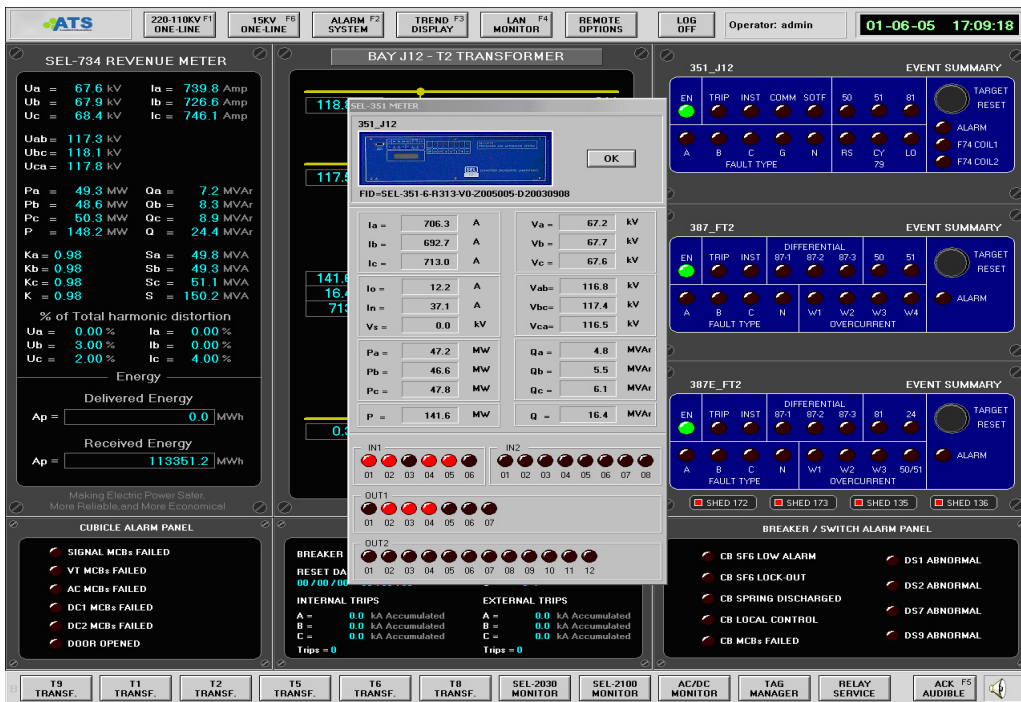 ATS
220-110KV F1
ONE-LINE
15KV F6
ONE-LINE
ALARM F2
SYSTEM
TREND F3
DISPLAY
LAN F4
MONITOR
REMOTE
OPTIONS
LOG
OFF
Operator: admin
01-06-05 17:09:18
SEL-734 REVENUE METER
Ua = 67.6 kV Ia = 739.8 Amp
Ub = 67.9 kV Ib = 726.6 Amp
Uc = 68.4 kV Ic = 746.1 Amp
Uab = 117.3 kV
Ubc = 118.1 kV
Uca = 117.8 kV
Pa = 49.3 MW Qa = 7.2 MVAr
Pb = 48.6 MW Qb = 8.3 MVAr
Pc = 50.3 MW Qc = 8.9 MVAr
P = 148.2 MW Q = 24.4 MVAr
Ka = 0.98 Sa = 49.8 MVA
Kb = 0.98 Sb = 49.3 MVA
Kc = 0.98 Sc = 51.1 MVA
K = 0.98 S = 150.2 MVA
% of Total harmonic distortion
Ua = 0.00 % Ia = 0.00 %
Ub = 3.00 % Ib = 0.00 %
Uc = 2.00 % Ic = 4.00 %
Energy
Delivered Energy
Ap = 0.0 MWh
Received Energy
Ap = 113351.2 MWh
Making Electric Power Safer,
More Reliable,and More Economical
BAY J12 - T2 TRANSFORMER
118.8
117.5
141.6
16.4
713
0.3
SEL-351 METER
351_J12
OK
FID=SEL-351-6-R313-V0-Z005005-D20030908
Ia = 706.3 A Va = 67.2 kV
Ib = 692.7 A Vb = 67.7 kV
Ic = 713.0 A Vc = 67.6 kV
Io = 12.2 A Vab= 116.8 kV
In = 37.1 A Vbc= 117.4 kV
Vs = 0.0 kV Vca= 116.5 kV
Pa = 47.2 MW Qa = 4.8 MVAr
Pb = 46.6 MW Qb = 5.5 MVAr
Pc = 47.8 MW Qc = 6.1 MVAr
P = 141.6 MW Q = 16.4 MVAr
IN1
01 02 03 04 05 06
IN2
01 02 03 04 05 06 07 08
OUT1
01 02 03 04 05 06 07
OUT2
01 02 03 04 05 06 07 08 09 10 11 12
351_J12 EVENT SUMMARY
EN TRIP INST COMM SOTF 50 51 81
TARGET
RESET
ALARM
F74 COIL1
F74 COIL2
A B C G N RS CY LO
FAULT TYPE 79
387_FT2 EVENT SUMMARY
DIFFERENTIAL
EN TRIP INST 87-1 87-2 87-3 50 51
TARGET
RESET
ALARM
A B C N W1 W2 W3 W4
FAULT TYPE OVERCURRENT
387E_FT2 EVENT SUMMARY
DIFFERENTIAL
EN TRIP INST 87-1 87-2 87-3 81 24
TARGET
RESET
ALARM
A B C N W1 W2 W3 50/51
FAULT TYPE OVERCURRENT
SHED 172 SHED 173 SHED 135 SHED 136
CUBICLE ALARM PANEL
SIGNAL MCBs FAILED
VT MCBs FAILED
AC MCBs FAILED
DC1 MCBs FAILED
DC2 MCBs FAILED
DOOR OPENED
BREAKER
RESET DA
00 / 00 / 00
INTERNAL TRIPS EXTERNAL TRIPS
A = 0.0 kA Accumulated A = 0.0 kA Accumulated
B = 0.0 kA Accumulated B = 0.0 kA Accumulated
C = 0.0 kA Accumulated C = 0.0 kA Accumulated
Trips = 0 Trips = 0
BREAKER / SWITCH ALARM PANEL
CB SF6 LOW ALARM
CB SF6 LOCK-OUT
CB SPRING DISCHARGED
CB LOCAL CONTROL
CB MCBs FAILED
DS1 ABNORMAL
DS2 ABNORMAL
DS7 ABNORMAL
DS9 ABNORMAL
T9
TRANSF.
T1
TRANSF.
T2
TRANSF.
T5
TRANSF.
T6
TRANSF.
T8
TRANSF.
SEL-2030
MONITOR
SEL-2100
MONITOR
AC/DC
MONITOR
TAG
MANAGER
RELAY
SERVICE
ACK F5
AUDIBLE